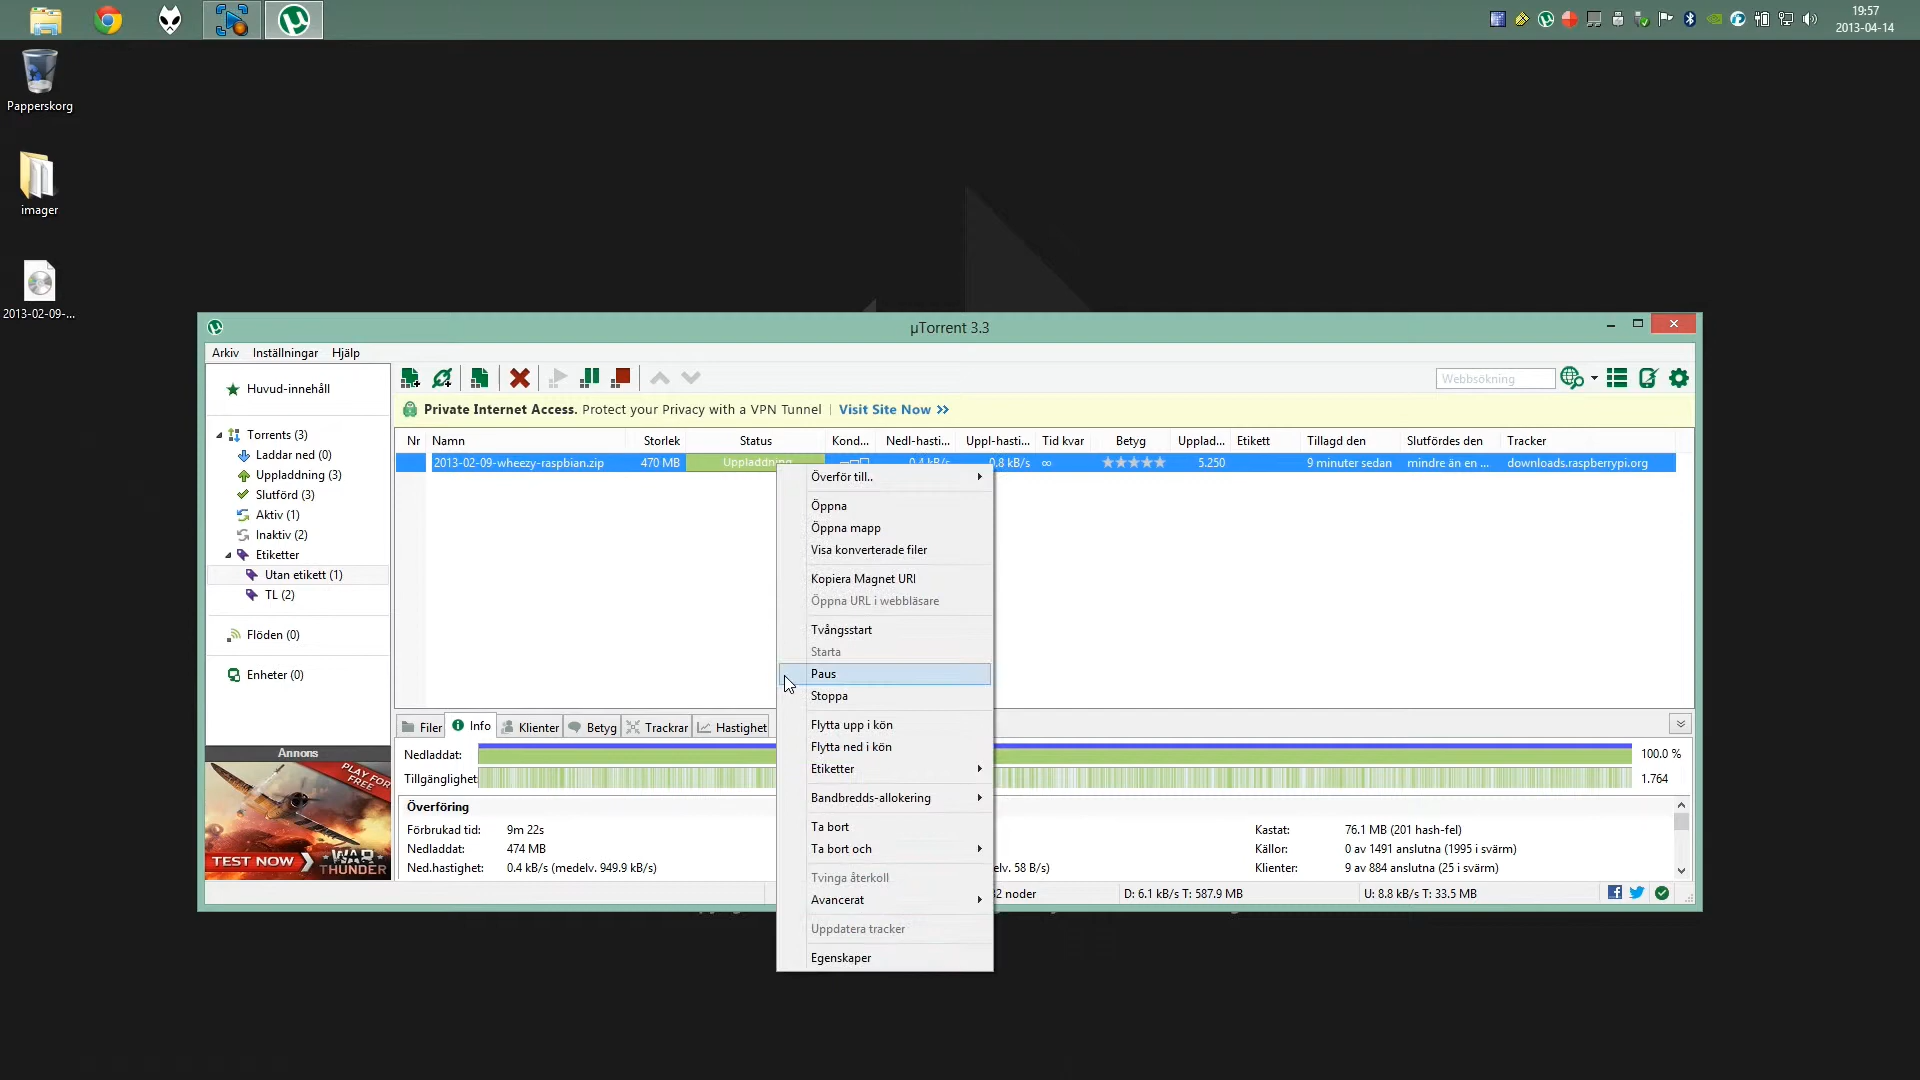 19:57
2013-04-14
Papperskorg
imager
2013-02-09-...
µTorrent 3.3
Arkiv Inställningar Hjälp
Huvud-innehåll
Webbsökning
Private Internet Access. Protect your Privacy with a VPN Tunnel | Visit Site Now >>
Torrents (3)
Laddar ned (0)
Uppladdning (3)
Slutförd (3)
Aktiv (1)
Inaktiv (2)
Etiketter
Utan etikett (1)
TL (2)
Flöden (0)
Enheter (0)
Nr Namn Storlek Status Kond... Nedl-hasti... Uppl-hasti... Tid kvar Betyg Upplad... Etikett Tillagd den Slutfördes den Tracker
2013-02-09-wheezy-raspbian.zip 470 MB Uppladdning 0.4 kB/s 0.8 kB/s ∞ ★★★★★ 5.250 9 minuter sedan mindre än en ... downloads.raspberrypi.org
Överför till..
Öppna
Öppna mapp
Visa konverterade filer
Kopiera Magnet URI
Öppna URL i webbläsare
Tvångsstart
Starta
Paus
Stoppa
Flytta upp i kön
Flytta ned i kön
Etiketter
Bandbredds-allokering
Ta bort
Ta bort och
Tvinga återkoll
Avancerat
Uppdatera tracker
Egenskaper
Filer Info Klienter Betyg Trackrar Hastighet
Nedladdat: 100.0 %
Tillgänglighet 1.764
Överföring
Förbrukad tid: 9m 22s Kastat: 76.1 MB (201 hash-fel)
Nedladdat: 474 MB Källor: 0 av 1491 anslutna (1995 i svärm)
Ned.hastighet: 0.4 kB/s (medelv. 949.9 kB/s) elv. 58 B/s) Klienter: 9 av 884 anslutna (25 i svärm)
32 noder D: 6.1 kB/s T: 587.9 MB U: 8.8 kB/s T: 33.5 MB
Annons
PLAY FOR
FREE
TEST NOW
WAR
THUNDER